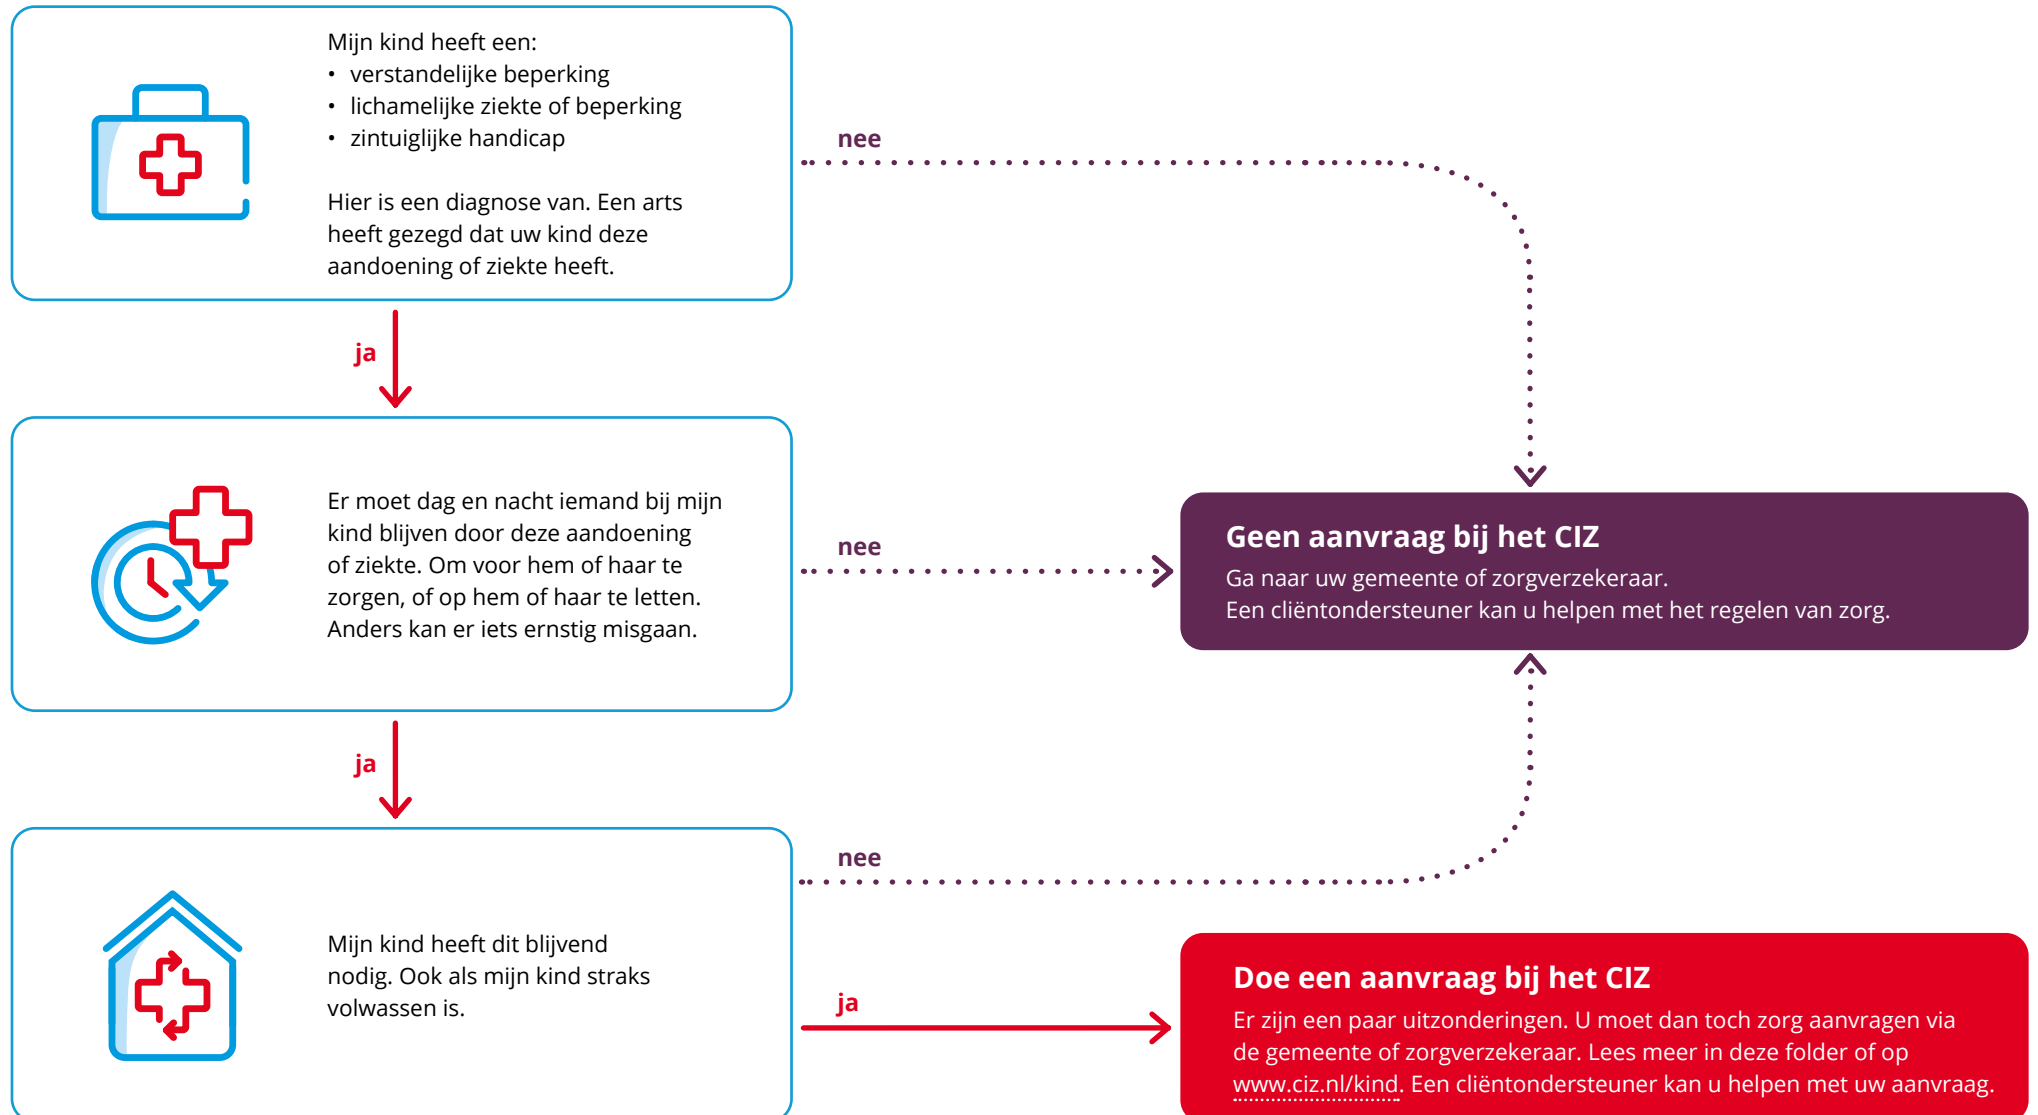 Mijn kind heeft een:
• verstandelijke beperking
• lichamelijke ziekte of beperking
• zintuiglijke handicap
Hier is een diagnose van. Een arts
heeft gezegd dat uw kind deze
aandoening of ziekte heeft.
nee
ja
Er moet dag en nacht iemand bij mijn
kind blijven door deze aandoening
of ziekte. Om voor hem of haar te
zorgen, of op hem of haar te letten.
Anders kan er iets ernstig misgaan.
nee
Geen aanvraag bij het CIZ
Ga naar uw gemeente of zorgverzekeraar.
Een cliëntondersteuner kan u helpen met het regelen van zorg.
ja
Mijn kind heeft dit blijvend
nodig. Ook als mijn kind straks
volwassen is.
nee
ja
Doe een aanvraag bij het CIZ
Er zijn een paar uitzonderingen. U moet dan toch zorg aanvragen via
de gemeente of zorgverzekeraar. Lees meer in deze folder of op
www.ciz.nl/kind. Een cliëntondersteuner kan u helpen met uw aanvraag.